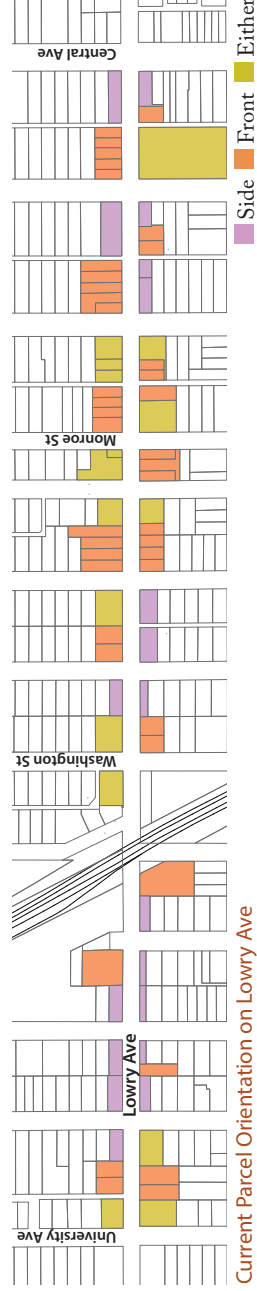 Central Ave
Monroe St
Washington St
Lowry Ave
University Ave
Current Parcel Orientation on Lowry Ave
Side
Front
Either